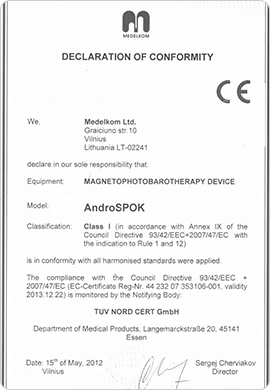 MEDELKOM
DECLARATION OF CONFORMITY
CE
We, Medelkom Ltd.
Graiciuno str.10
Vilnius
Lithuania LT-02241
declare in our sole responsibility that:
Equipment: MAGNETOPHOTOBAROTHERAPY DEVICE
Model: AndroSPOK
Classification: Class I (in accordance with Annex IX of the
Council Directive 93/42/EEC+2007/47/EC with
the indication to Rule 1 and 12)
is in conformity with all harmonised standards were applied.
The compliance with the Council Directive 93/42/EEC +
2007/47/EC (EC-Certificate Reg-Nr. 44 232 07 353106-001, validity
2013.12.22) is monitored by the Notifying Body:
TUV NORD CERT GmbH
Department of Medical Products, Langemarckstraße 20, 45141
Essen
Date: 15th of May, 2012 Sergej Cherviakov
Vilnius Director